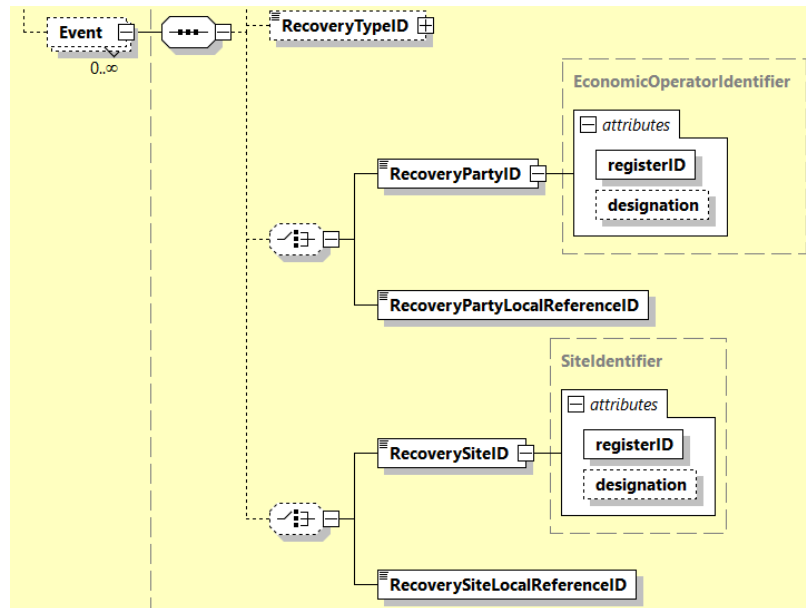 Event
0..∞
RecoveryTypeID
EconomicOperatorIdentifier
attributes
RecoveryPartyID
registerID
designation
RecoveryPartyLocalReferenceID
SiteIdentifier
attributes
RecoverySiteID
registerID
designation
RecoverySiteLocalReferenceID